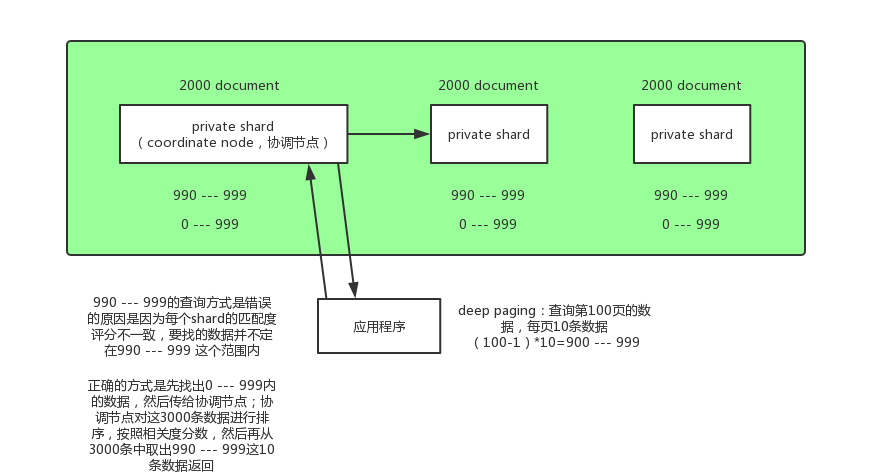 2000 document
2000 document
2000 document
private shard
（coordinate node，协调节点）
private shard
private shard
990 --- 999
990 --- 999
990 --- 999
0 --- 999
0 --- 999
0 --- 999
990 --- 999的查询方式是错误
的原因是因为每个shard的匹配度
评分不一致，要找的数据并不定
在990 --- 999 这个范围内
应用程序
deep paging：查询第100页的数
据，每页10条数据
（100-1）*10=900 --- 999
正确的方式是先找出0 --- 999内
的数据，然后传给协调节点；协
调节点对这3000条数据进行排
序，按照相关度分数，然后再从
3000条中取出990 --- 999这10
条数据返回